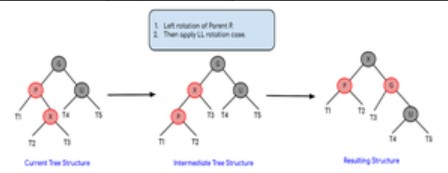 1. Left rotation of Parent P.
2. Then apply LL rotation case.
G
G
X
P
U
X
U
P
G
T1
X
T4
T5
P
T3
T4
T5
T1
T2
T3
U
T2
T3
T1
T2
T4
T5
Current Tree Structure
Intermediate Tree Structure
Resulting Structure